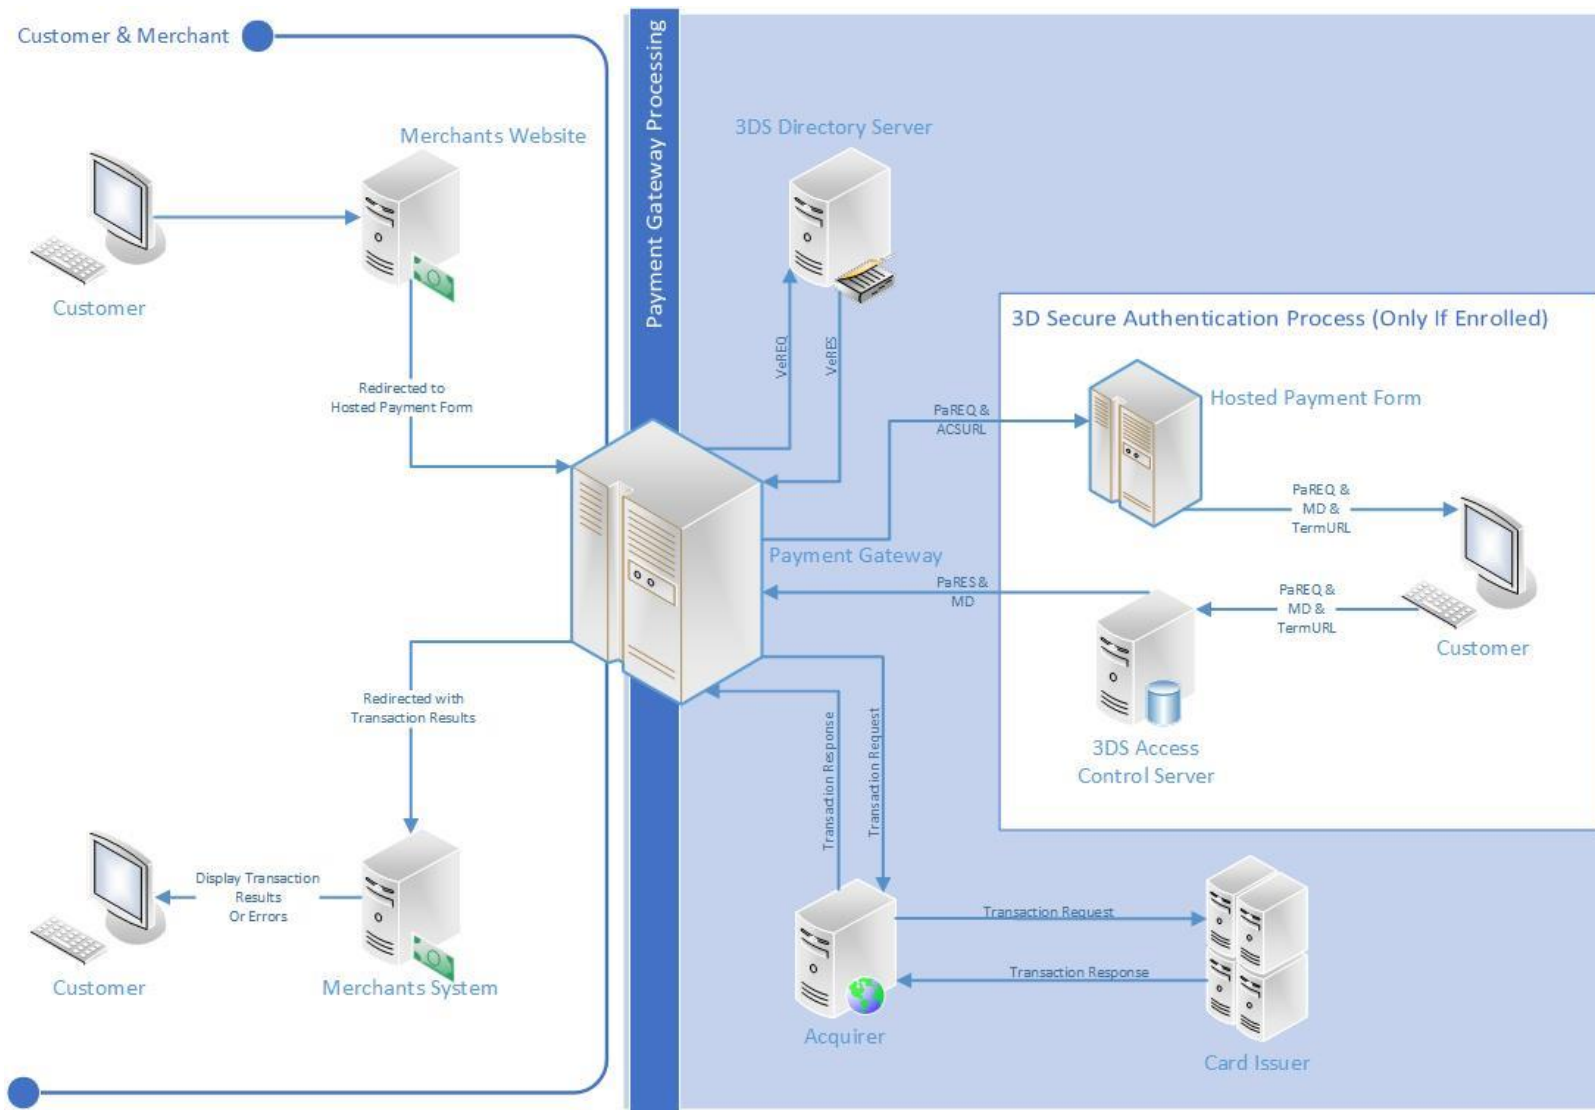 Customer & Merchant
Merchants Website
Customer
Redirected to
Hosted Payment Form
Payment Gateway Processing
3DS Directory Server
VeREQ
VeRES
3D Secure Authentication Process (Only If Enrolled)
Hosted Payment Form
PaREQ &
ACSURL
PaREQ &
MD &
TermURL
Payment Gateway
PaRES &
MD
PaREQ &
MD &
TermURL
Customer
3DS Access
Control Server
Redirected with
Transaction Results
Transaction Response
Transaction Request
Display Transaction
Results
Or Errors
Customer
Merchants System
Transaction Request
Transaction Response
Acquirer
Card Issuer